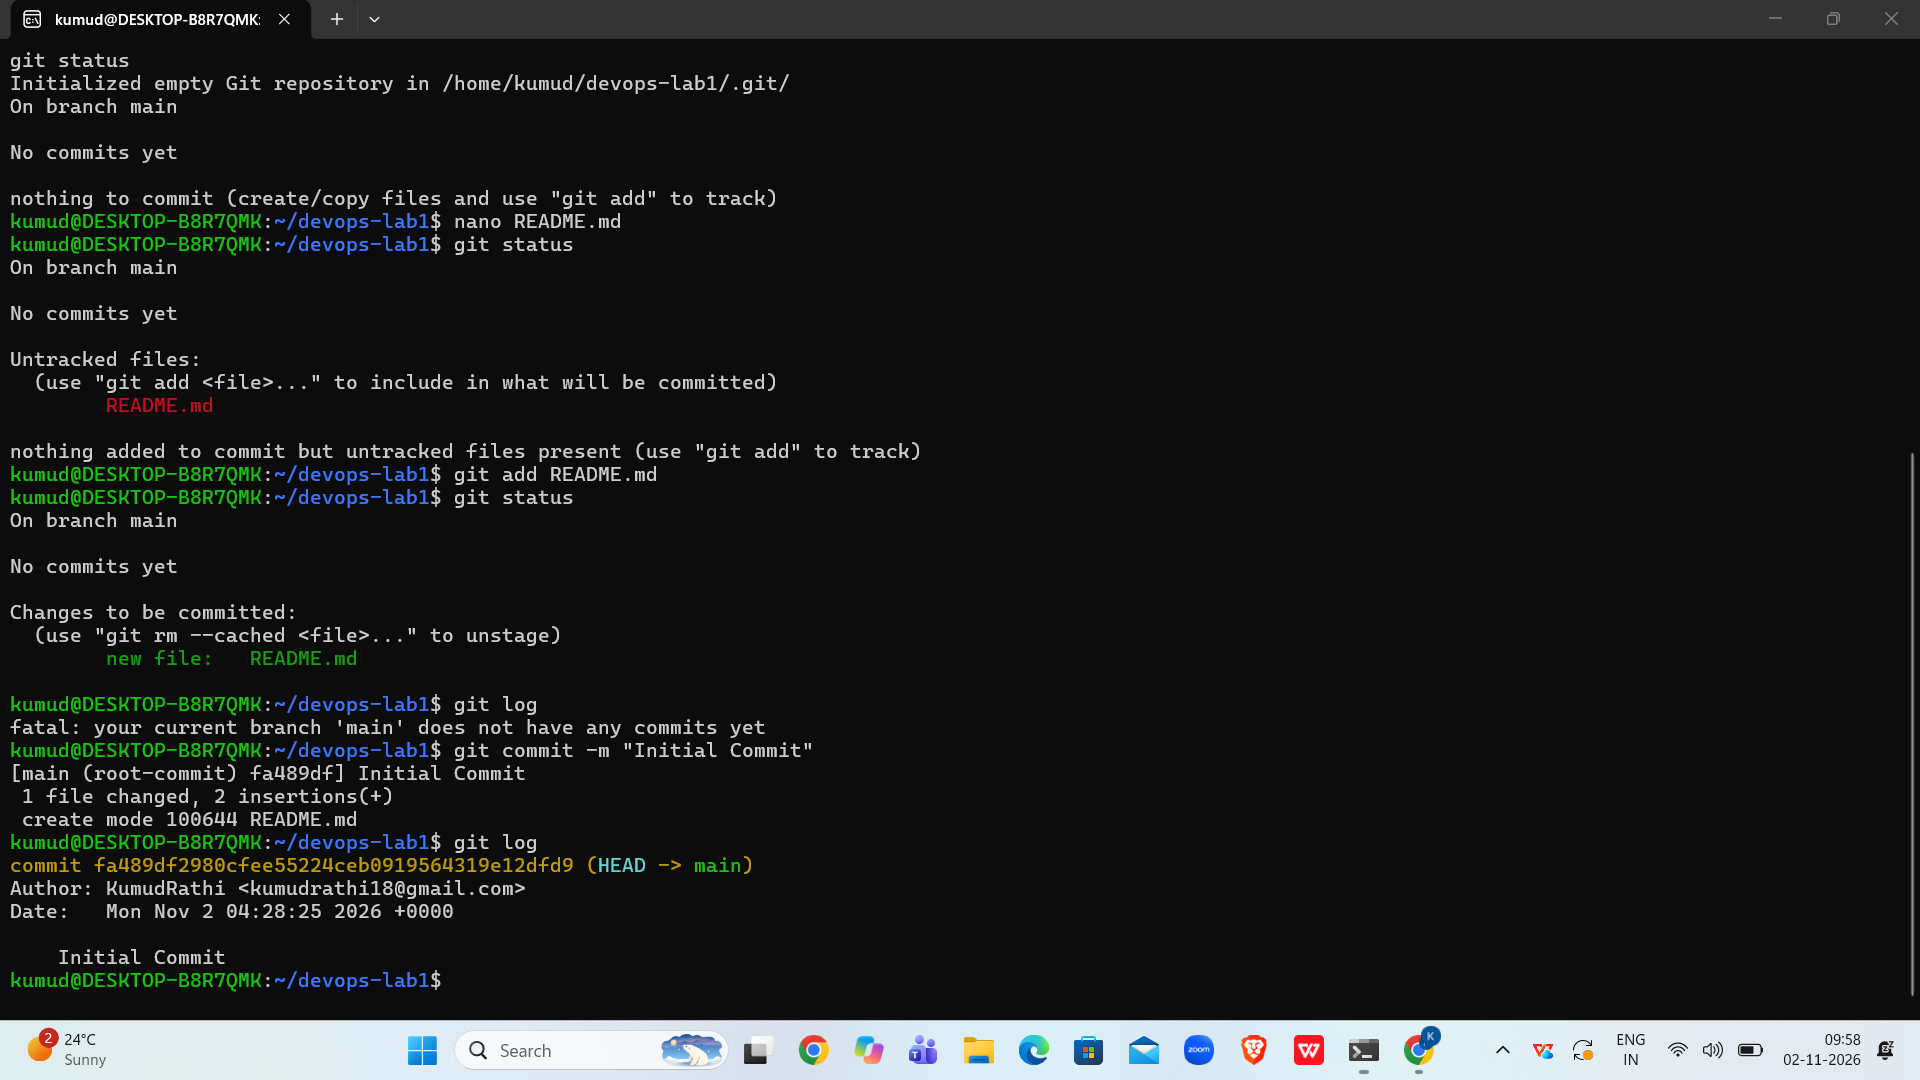 kumud@DESKTOP-B8R7QMK:
git status
Initialized empty Git repository in /home/kumud/devops-lab1/.git/
On branch main
No commits yet
nothing to commit (create/copy files and use "git add" to track)
kumud@DESKTOP-B8R7QMK:~/devops-lab1$ nano README.md
kumud@DESKTOP-B8R7QMK:~/devops-lab1$ git status
On branch main
No commits yet
Untracked files:
  (use "git add <file>..." to include in what will be committed)
        README.md
nothing added to commit but untracked files present (use "git add" to track)
kumud@DESKTOP-B8R7QMK:~/devops-lab1$ git add README.md
kumud@DESKTOP-B8R7QMK:~/devops-lab1$ git status
On branch main
No commits yet
Changes to be committed:
  (use "git rm --cached <file>..." to unstage)
        new file:   README.md
kumud@DESKTOP-B8R7QMK:~/devops-lab1$ git log
fatal: your current branch 'main' does not have any commits yet
kumud@DESKTOP-B8R7QMK:~/devops-lab1$ git commit -m "Initial Commit"
[main (root-commit) fa489df] Initial Commit
 1 file changed, 2 insertions(+)
 create mode 100644 README.md
kumud@DESKTOP-B8R7QMK:~/devops-lab1$ git log
commit fa489df2980cfee55224ceb0919564319e12dfd9 (HEAD -> main)
Author: KumudRathi <kumudrathi18@gmail.com>
Date:   Mon Nov 2 04:28:25 2026 +0000
    Initial Commit
kumud@DESKTOP-B8R7QMK:~/devops-lab1$
2
24°C
Sunny
Search
zoom
K
ENG
IN
09:58
02-11-2026